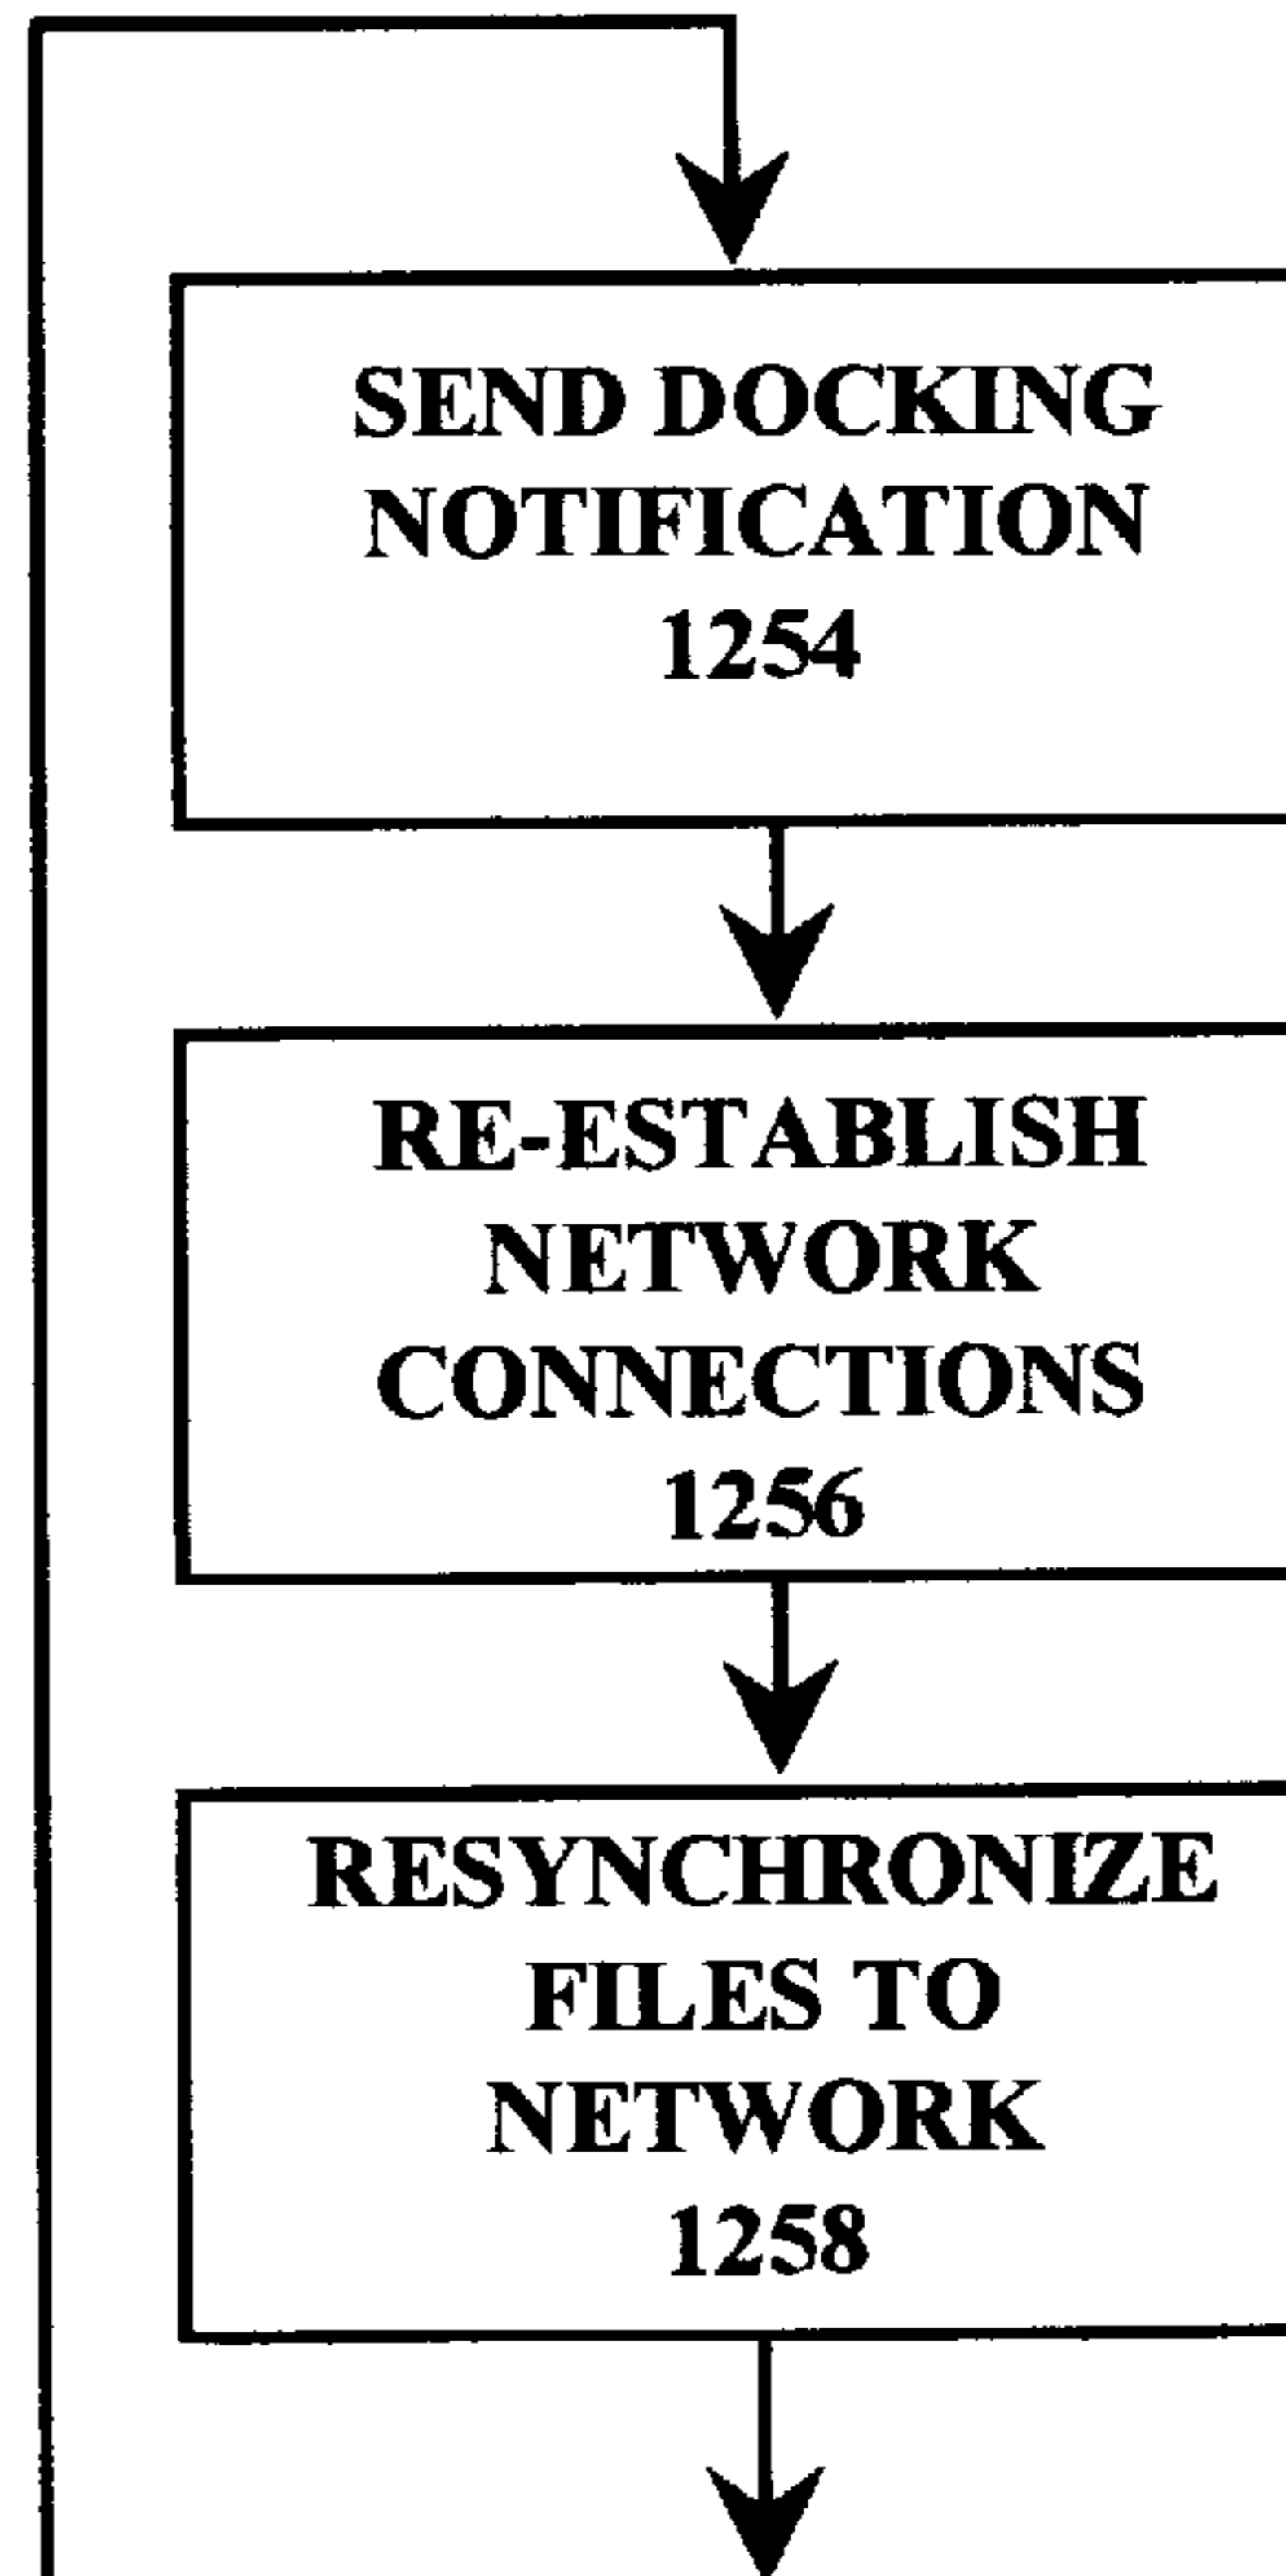 SEND DOCKING
NOTIFICATION
1254
RE-ESTABLISH
NETWORK
CONNECTIONS
1256
RESYNCHRONIZE
FILES TO
NETWORK
1258